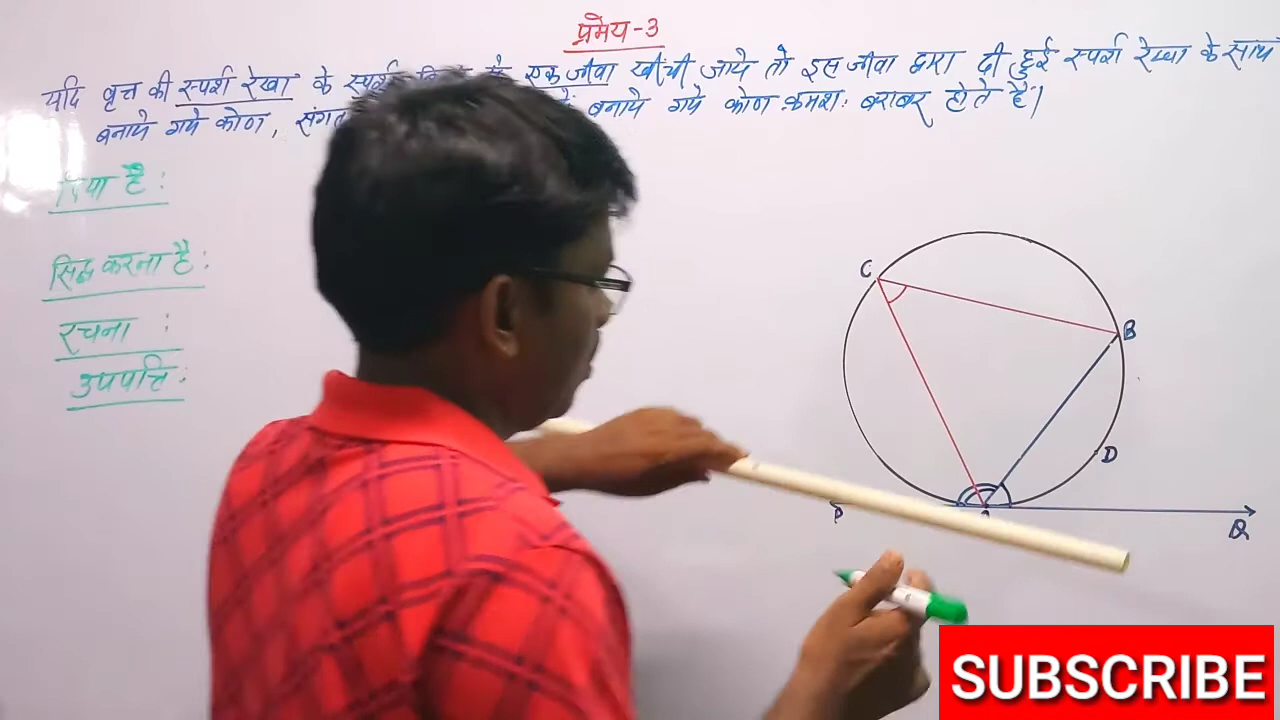 प्रमेय-3
यदि वृत्त की स्पर्श रेखा के स्पर्श से एक जीवा खींची जाये तो इस जीवा द्वारा दी हुई स्पर्श रेखा के साथ
बनाये गये कोण, संगत में बनाये गये कोण क्रमशः बराबर होते है।
दिया है:
सिद्ध करना है:
रचना :
उपपत्ति:
C
B
D
P
Q
SUBSCRIBE